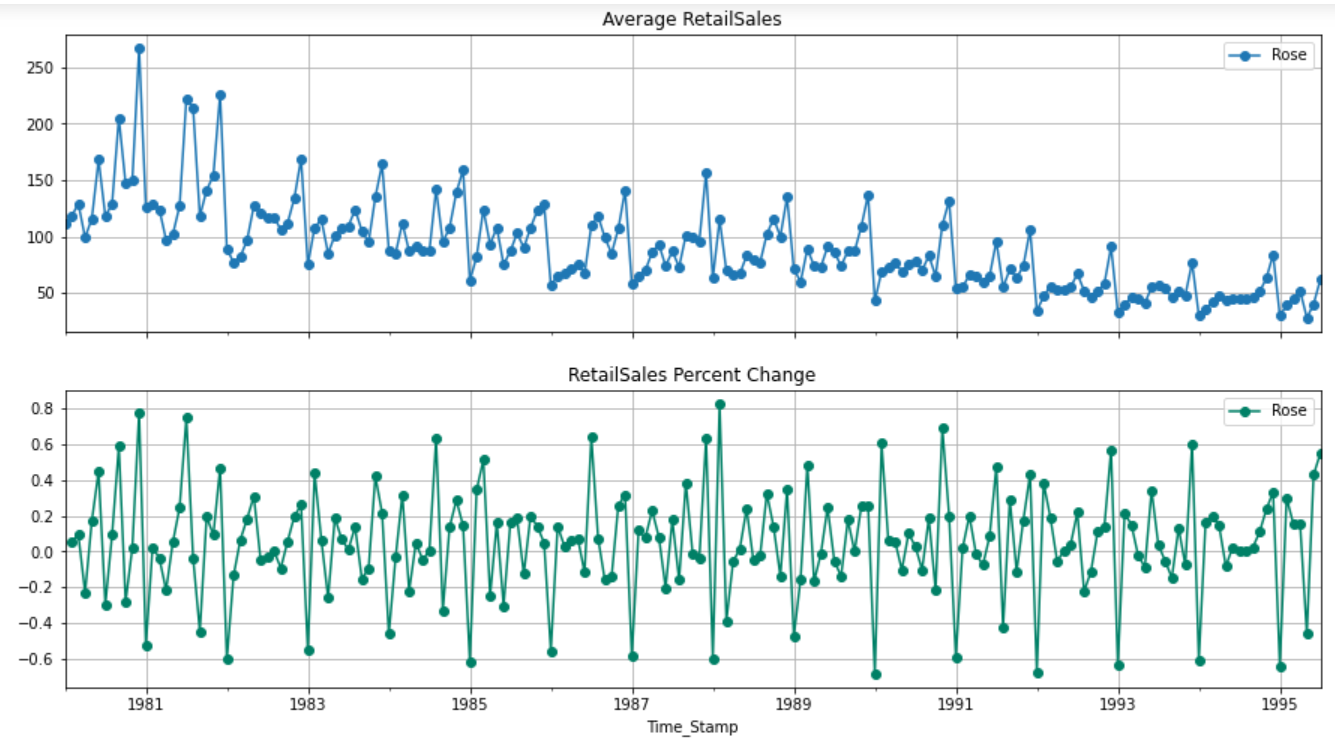 Average RetailSales
Rose
250
200
150
100
50
RetailSales Percent Change
Rose
0.8
0.6
0.4
0.2
0.0
−0.2
−0.4
−0.6
1981 1983 1985 1987 1989 1991 1993 1995
Time_Stamp